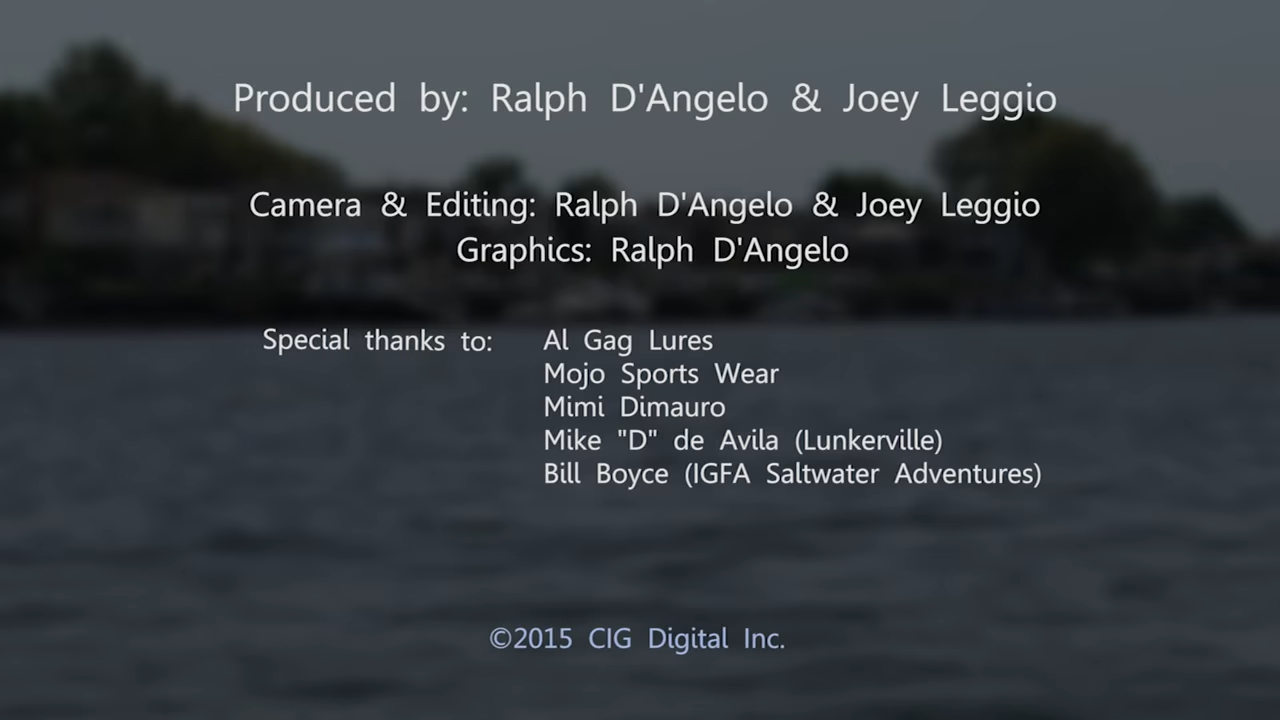 Produced by: Ralph D'Angelo & Joey Leggio
Camera & Editing: Ralph D'Angelo & Joey Leggio
Graphics: Ralph D'Angelo
Special thanks to: Al Gag Lures
Mojo Sports Wear
Mimi Dimauro
Mike "D" de Avila (Lunkerville)
Bill Boyce (IGFA Saltwater Adventures)
©2015 CIG Digital Inc.